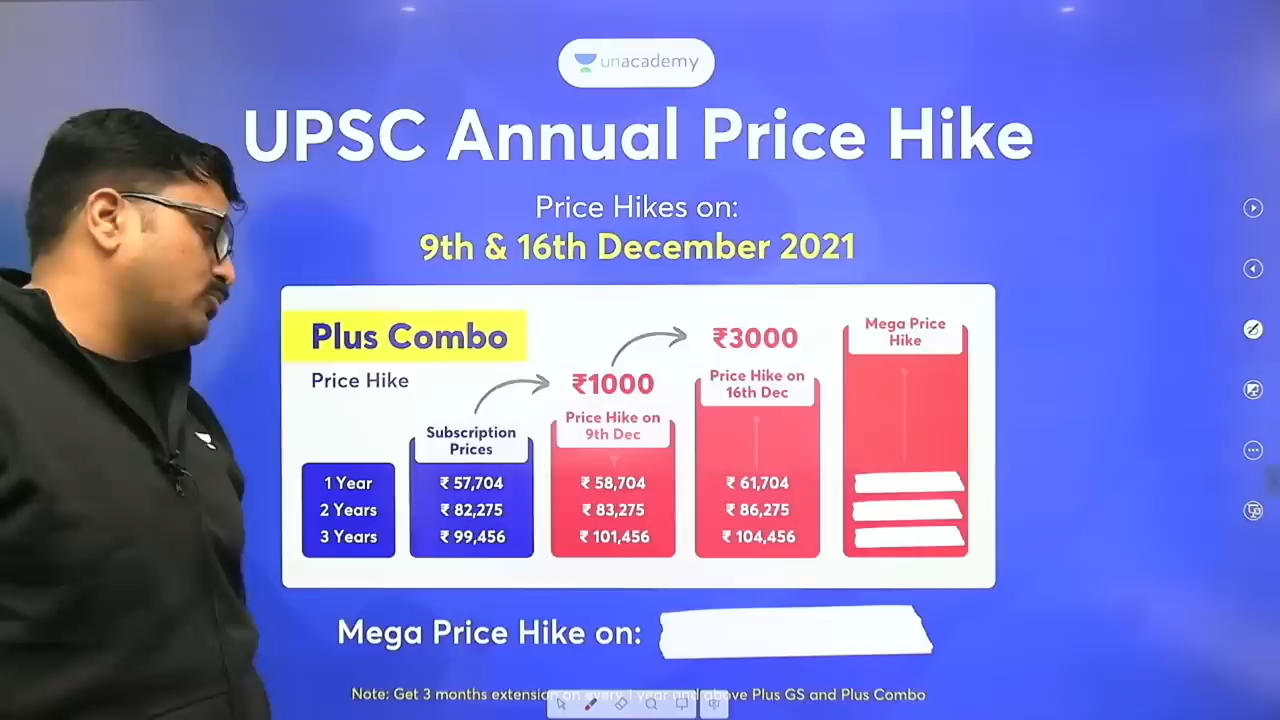 unacademy
UPSC Annual Price Hike
Price Hikes on:
9th & 16th December 2021
Plus Combo
Price Hike
₹1000
₹3000
Mega Price
Hike
Subscription
Prices
Price Hike on
9th Dec
Price Hike on
16th Dec
1 Year ₹ 57,704 ₹ 58,704 ₹ 61,704
2 Years ₹ 82,275 ₹ 83,275 ₹ 86,275
3 Years ₹ 99,456 ₹ 101,456 ₹ 104,456
Mega Price Hike on:
Note: Get 3 months extension on every 1 year and above Plus GS and Plus Combo